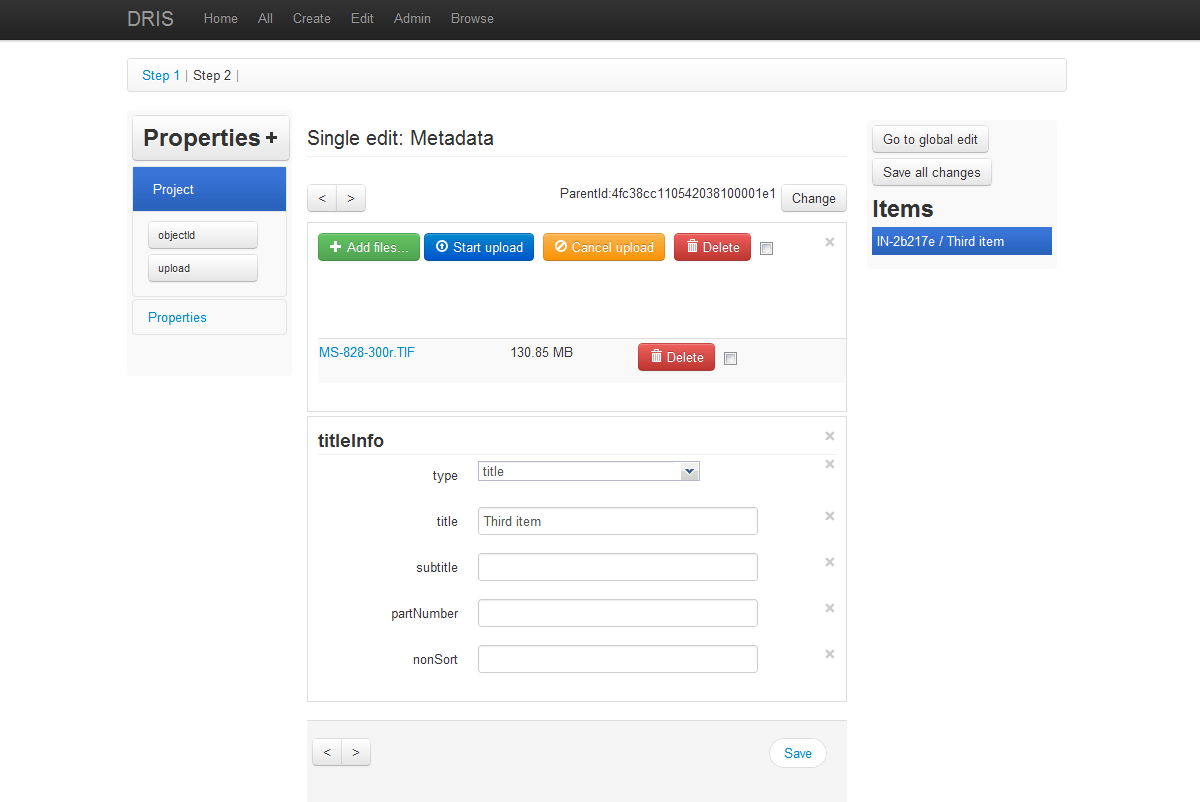 DRIS Home All Create Edit Admin Browse
Step 1 | Step 2 |
Properties +
Project
objectId
upload
Properties
Single edit: Metadata
< >
ParentId:4fc38cc110542038100001e1 Change
Add files... Start upload Cancel upload Delete
MS-828-300r.TIF 130.85 MB Delete
titleInfo
type title
title Third item
subtitle
partNumber
nonSort
< > Save
Go to global edit
Save all changes
Items
IN-2b217e / Third item